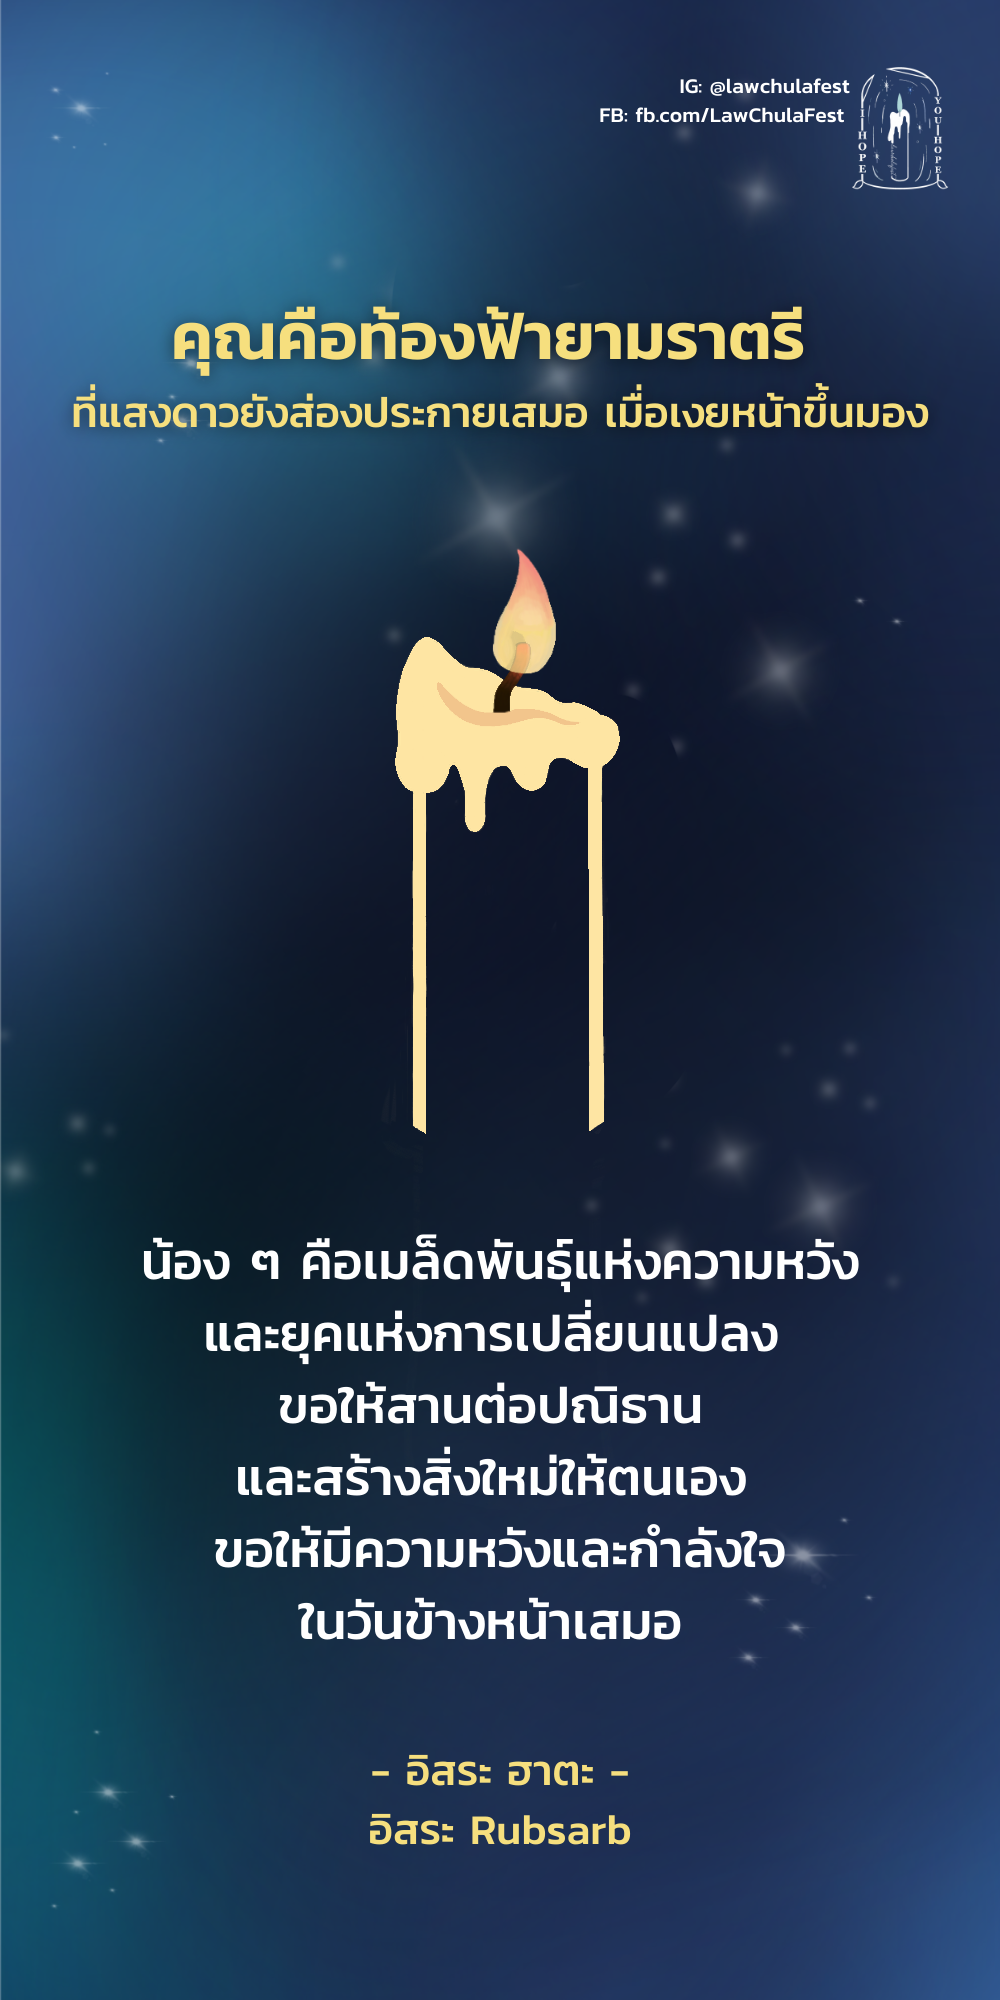 IG: @lawchulafest
FB: fb.com/LawChulaFest
I HOPE
YOU HOPE
คุณคือท้องฟ้ายามราตรี
ที่แสงดาวยังส่องประกายเสมอ เมื่อเงยหน้าขึ้นมอง
น้อง ๆ คือเมล็ดพันธุ์แห่งความหวัง
และยุคแห่งการเปลี่ยนแปลง
ขอให้สานต่อปณิธาน
และสร้างสิ่งใหม่ให้ตนเอง
ขอให้มีความหวังและกำลังใจ
ในวันข้างหน้าเสมอ
- อิสระ ฮาตะ -
อิสระ Rubsarb